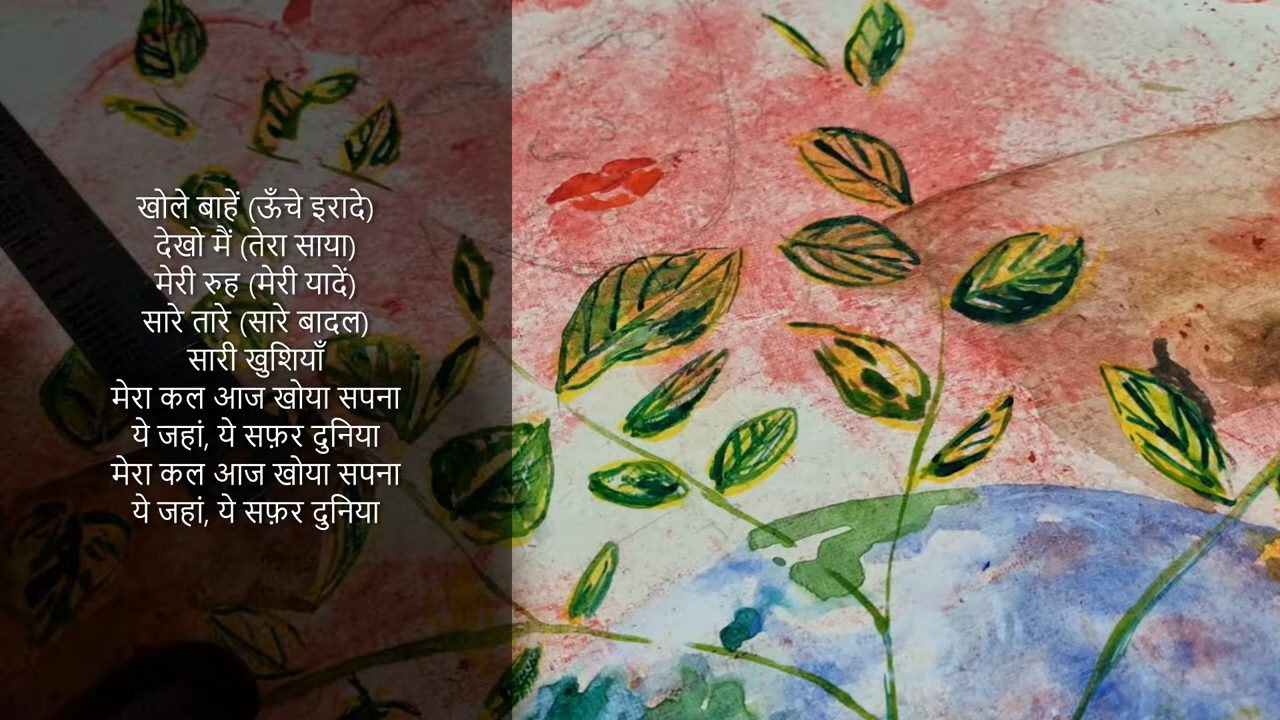 खोले बाहें (ऊँचे इरादे)
देखो मैं (तेरा साया)
मेरी रुह (मेरी यादें)
सारे तारे (सारे बादल)
सारी खुशियाँ
मेरा कल आज खोया सपना
ये जहां, ये सफ़र दुनिया
मेरा कल आज खोया सपना
ये जहां, ये सफ़र दुनिया